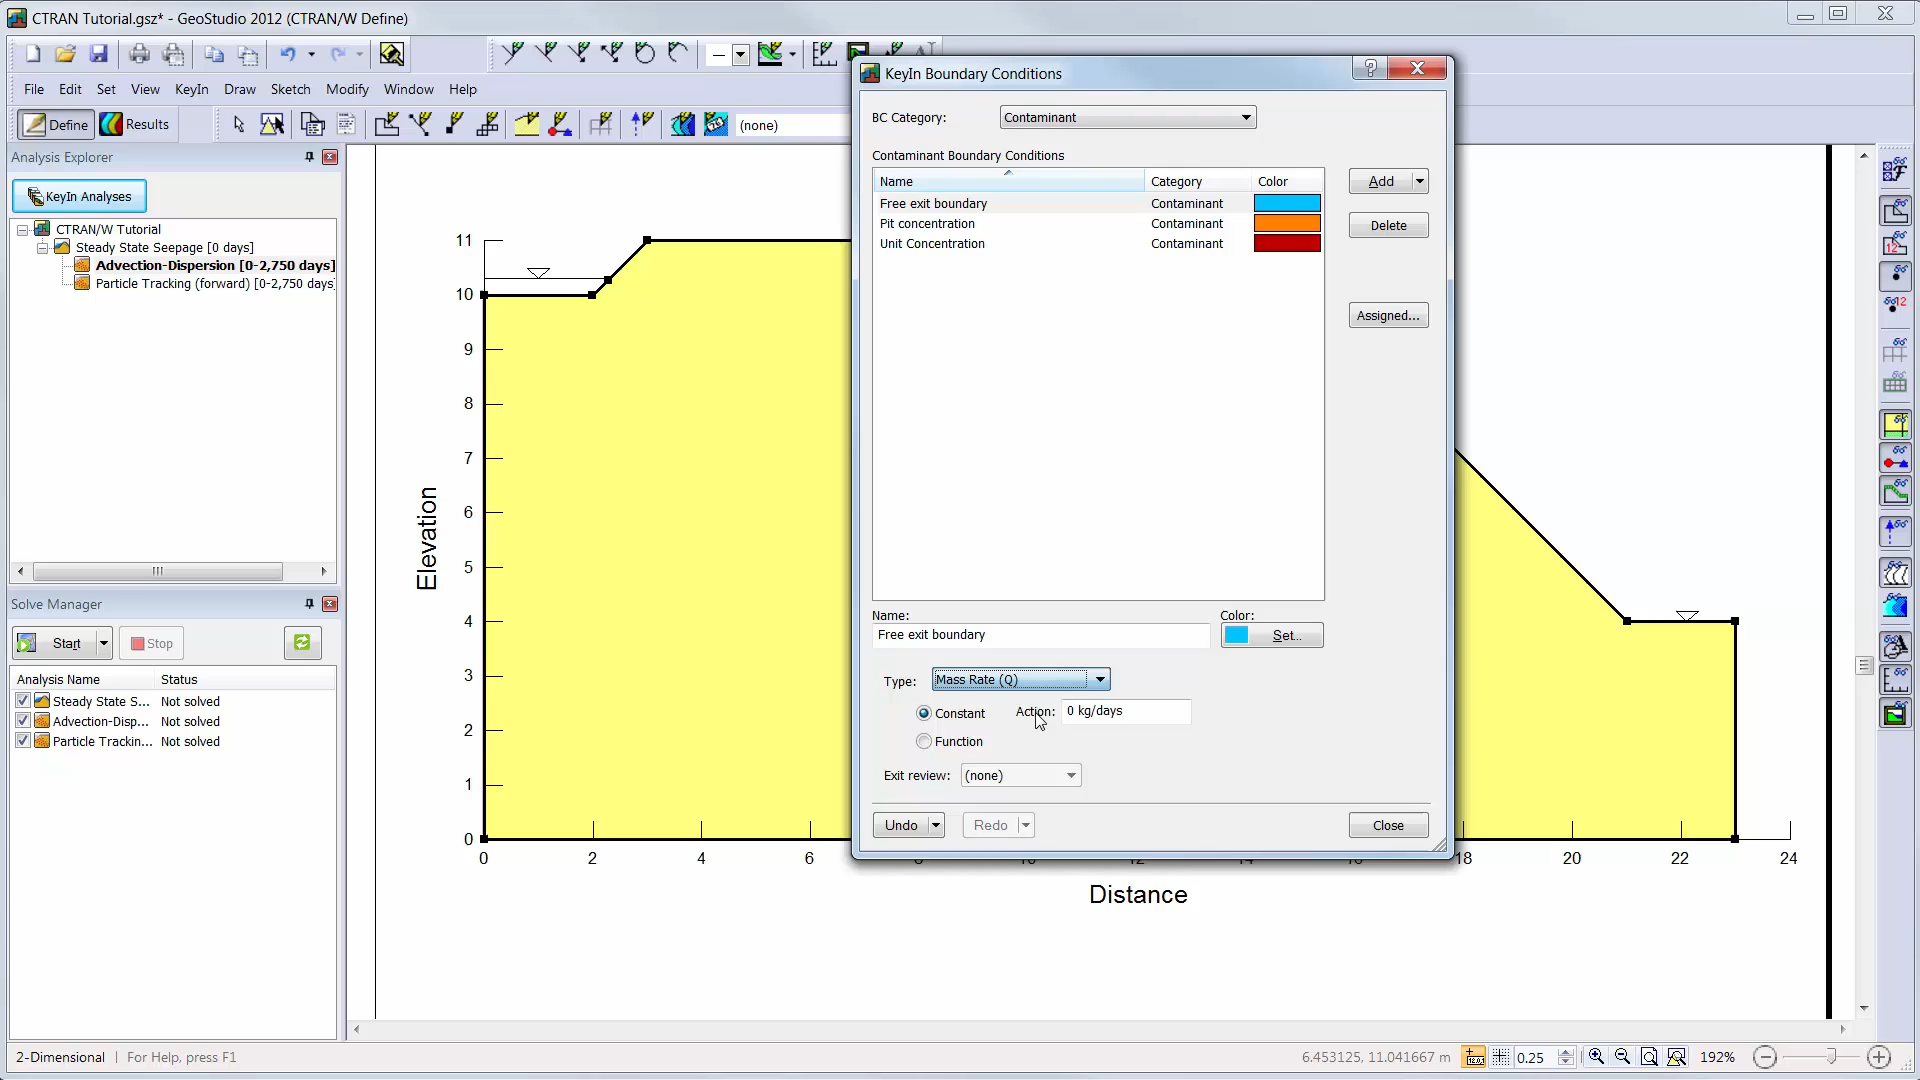 CTRAN Tutorial.gsz* - GeoStudio 2012 (CTRAN/W Define)
File Edit Set View KeyIn Draw Sketch Modify Window Help
Define Results (none)
Analysis Explorer
KeyIn Analyses
CTRAN/W Tutorial
Steady State Seepage [0 days]
Advection-Dispersion [0-2,750 days]
Particle Tracking (forward) [0-2,750 days
Solve Manager
Start Stop
Analysis Name Status
Steady State S... Not solved
Advection-Disp... Not solved
Particle Trackin... Not solved
11
10
9
8
7
6
5
4
3
2
1
0
Elevation
0 2 4 6 18 20 22 24
Distance
KeyIn Boundary Conditions
BC Category: Contaminant
Contaminant Boundary Conditions
Name Category Color
Free exit boundary Contaminant
Pit concentration Contaminant
Unit Concentration Contaminant
Add
Delete
Assigned...
Name: Color:
Free exit boundary Set...
Type: Mass Rate (Q)
Constant Action: 0 kg/days
Function
Exit review: (none)
Undo Redo Close
2-Dimensional For Help, press F1 6.453125, 11.041667 m 0.25 192%